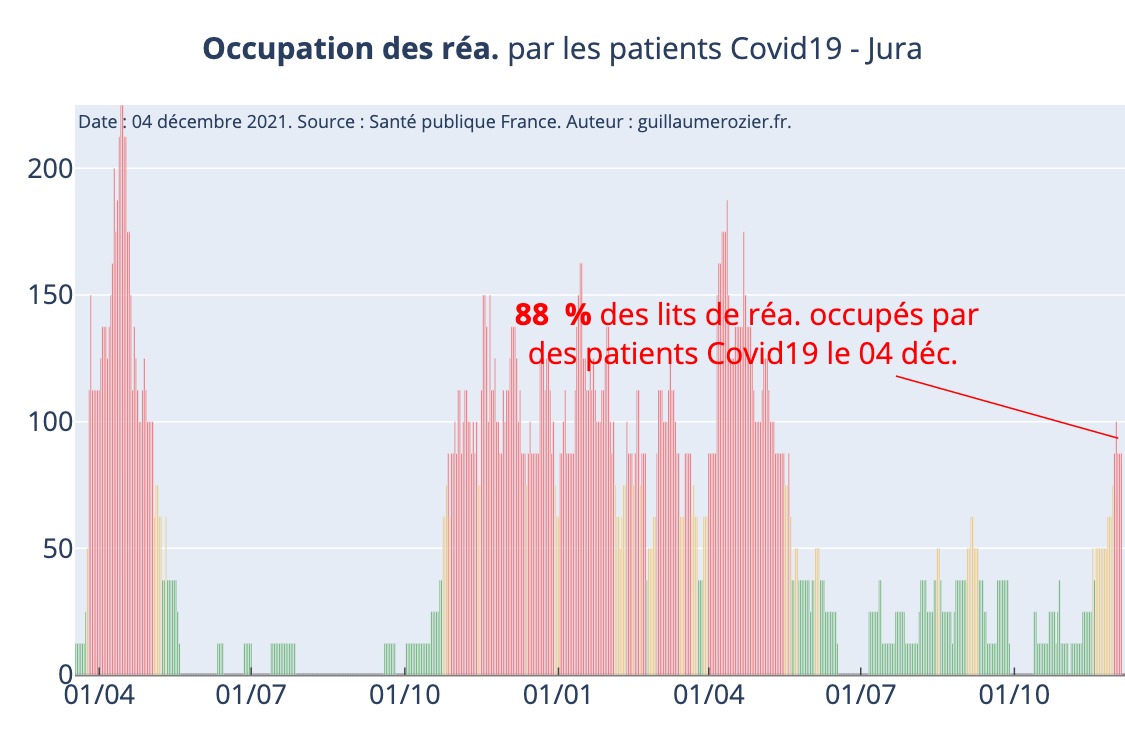 Occupation des réa. par les patients Covid19 - Jura
Date : 04 décembre 2021. Source : Santé publique France. Auteur : guillaumerozier.fr.
200
150
88 % des lits de réa. occupés par
des patients Covid19 le 04 déc.
100
50
0
01/04 01/07 01/10 01/01 01/04 01/07 01/10